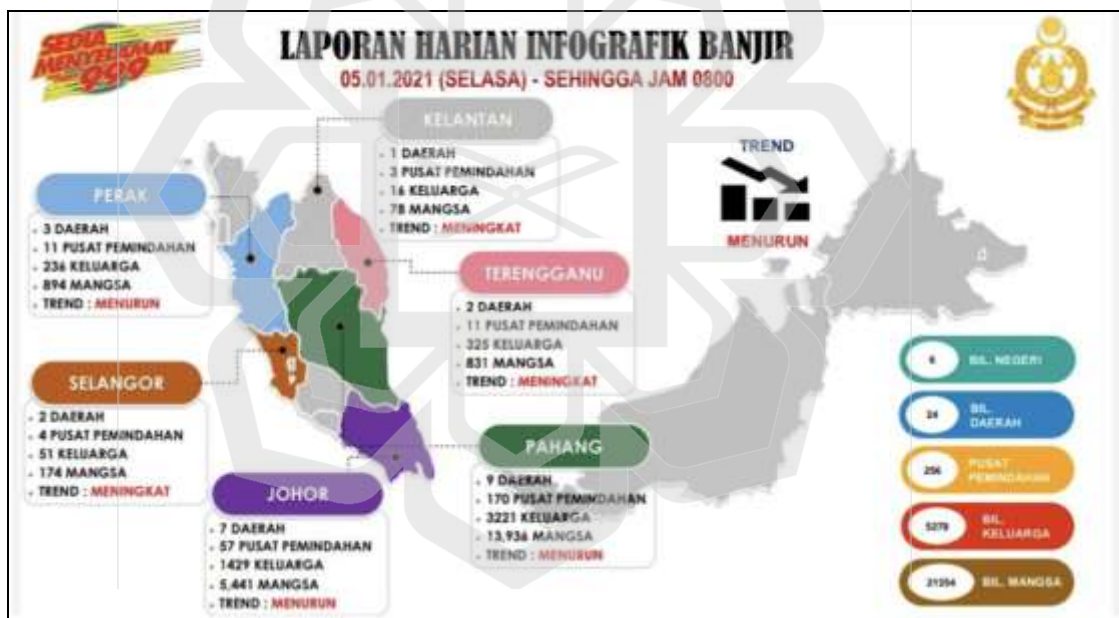 SEDIA
MENYELAMAT
999
LAPORAN HARIAN INFOGRAFIK BANJIR
05.01.2021 (SELASA) - SEHINGGA JAM 0800
KELANTAN
1 DAERAH
3 PUSAT PEMINDAHAN
16 KELUARGA
78 MANGSA
TREND : MENINGKAT
TREND
MENURUN
PERAK
3 DAERAH
11 PUSAT PEMINDAHAN
236 KELUARGA
894 MANGSA
TREND : MENURUN
TERENGGANU
2 DAERAH
11 PUSAT PEMINDAHAN
325 KELUARGA
831 MANGSA
TREND : MENINGKAT
SELANGOR
2 DAERAH
4 PUSAT PEMINDAHAN
51 KELUARGA
174 MANGSA
TREND : MENINGKAT
JOHOR
7 DAERAH
57 PUSAT PEMINDAHAN
1429 KELUARGA
5,441 MANGSA
TREND : MENURUN
PAHANG
9 DAERAH
170 PUSAT PEMINDAHAN
3221 KELUARGA
13,936 MANGSA
TREND : MENURUN
6 BIL. NEGERI
24 BIL.
DAERAH
256 PUSAT
PEMINDAHAN
5278 BIL.
KELUARGA
21354 BIL. MANGSA